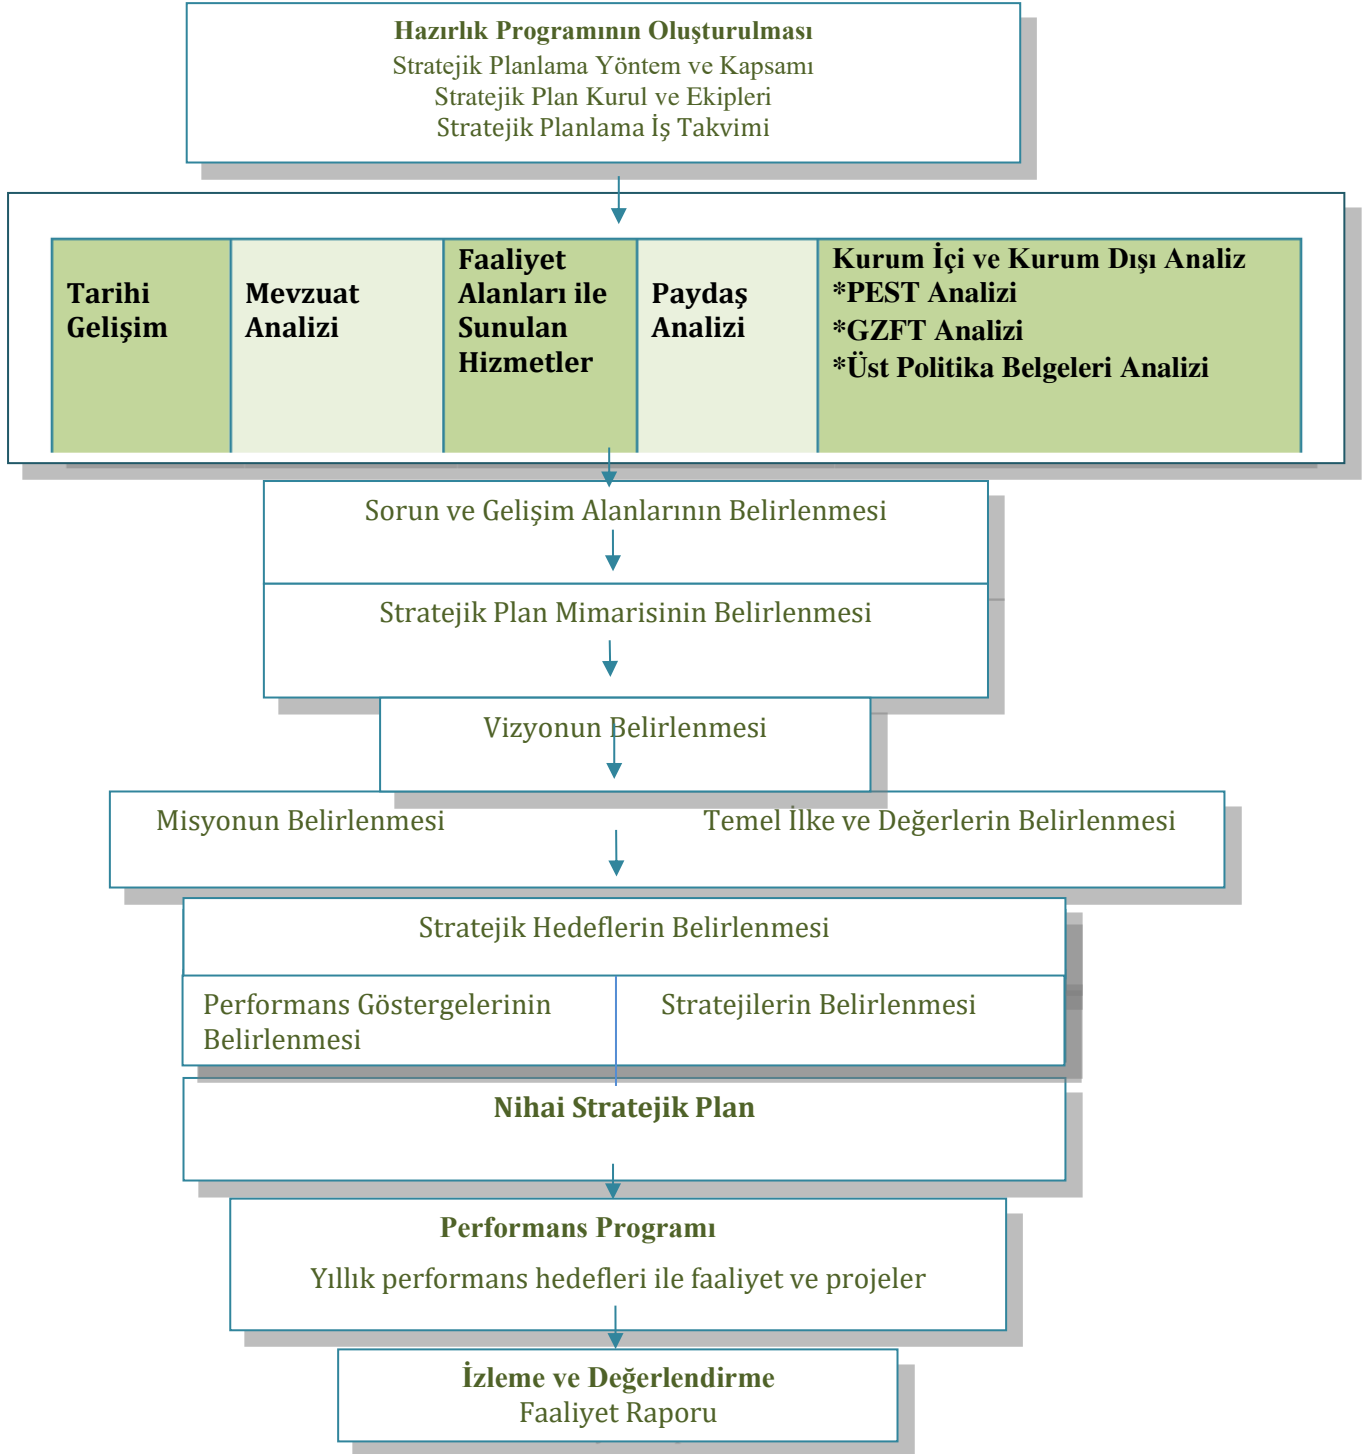 Hazırlık Programının Oluşturulması
Stratejik Planlama Yöntem ve Kapsamı
Stratejik Plan Kurul ve Ekipleri
Stratejik Planlama İş Takvimi
Tarihi
Gelişim
Mevzuat
Analizi
Faaliyet
Alanları ile
Sunulan
Hizmetler
Paydaş
Analizi
Kurum İçi ve Kurum Dışı Analiz
*PEST Analizi
*GZFT Analizi
*Üst Politika Belgeleri Analizi
Sorun ve Gelişim Alanlarının Belirlenmesi
Stratejik Plan Mimarisinin Belirlenmesi
Vizyonun Belirlenmesi
Misyonun Belirlenmesi
Temel İlke ve Değerlerin Belirlenmesi
Stratejik Hedeflerin Belirlenmesi
Performans Göstergelerinin
Belirlenmesi
Stratejilerin Belirlenmesi
Nihai Stratejik Plan
Performans Programı
Yıllık performans hedefleri ile faaliyet ve projeler
İzleme ve Değerlendirme
Faaliyet Raporu